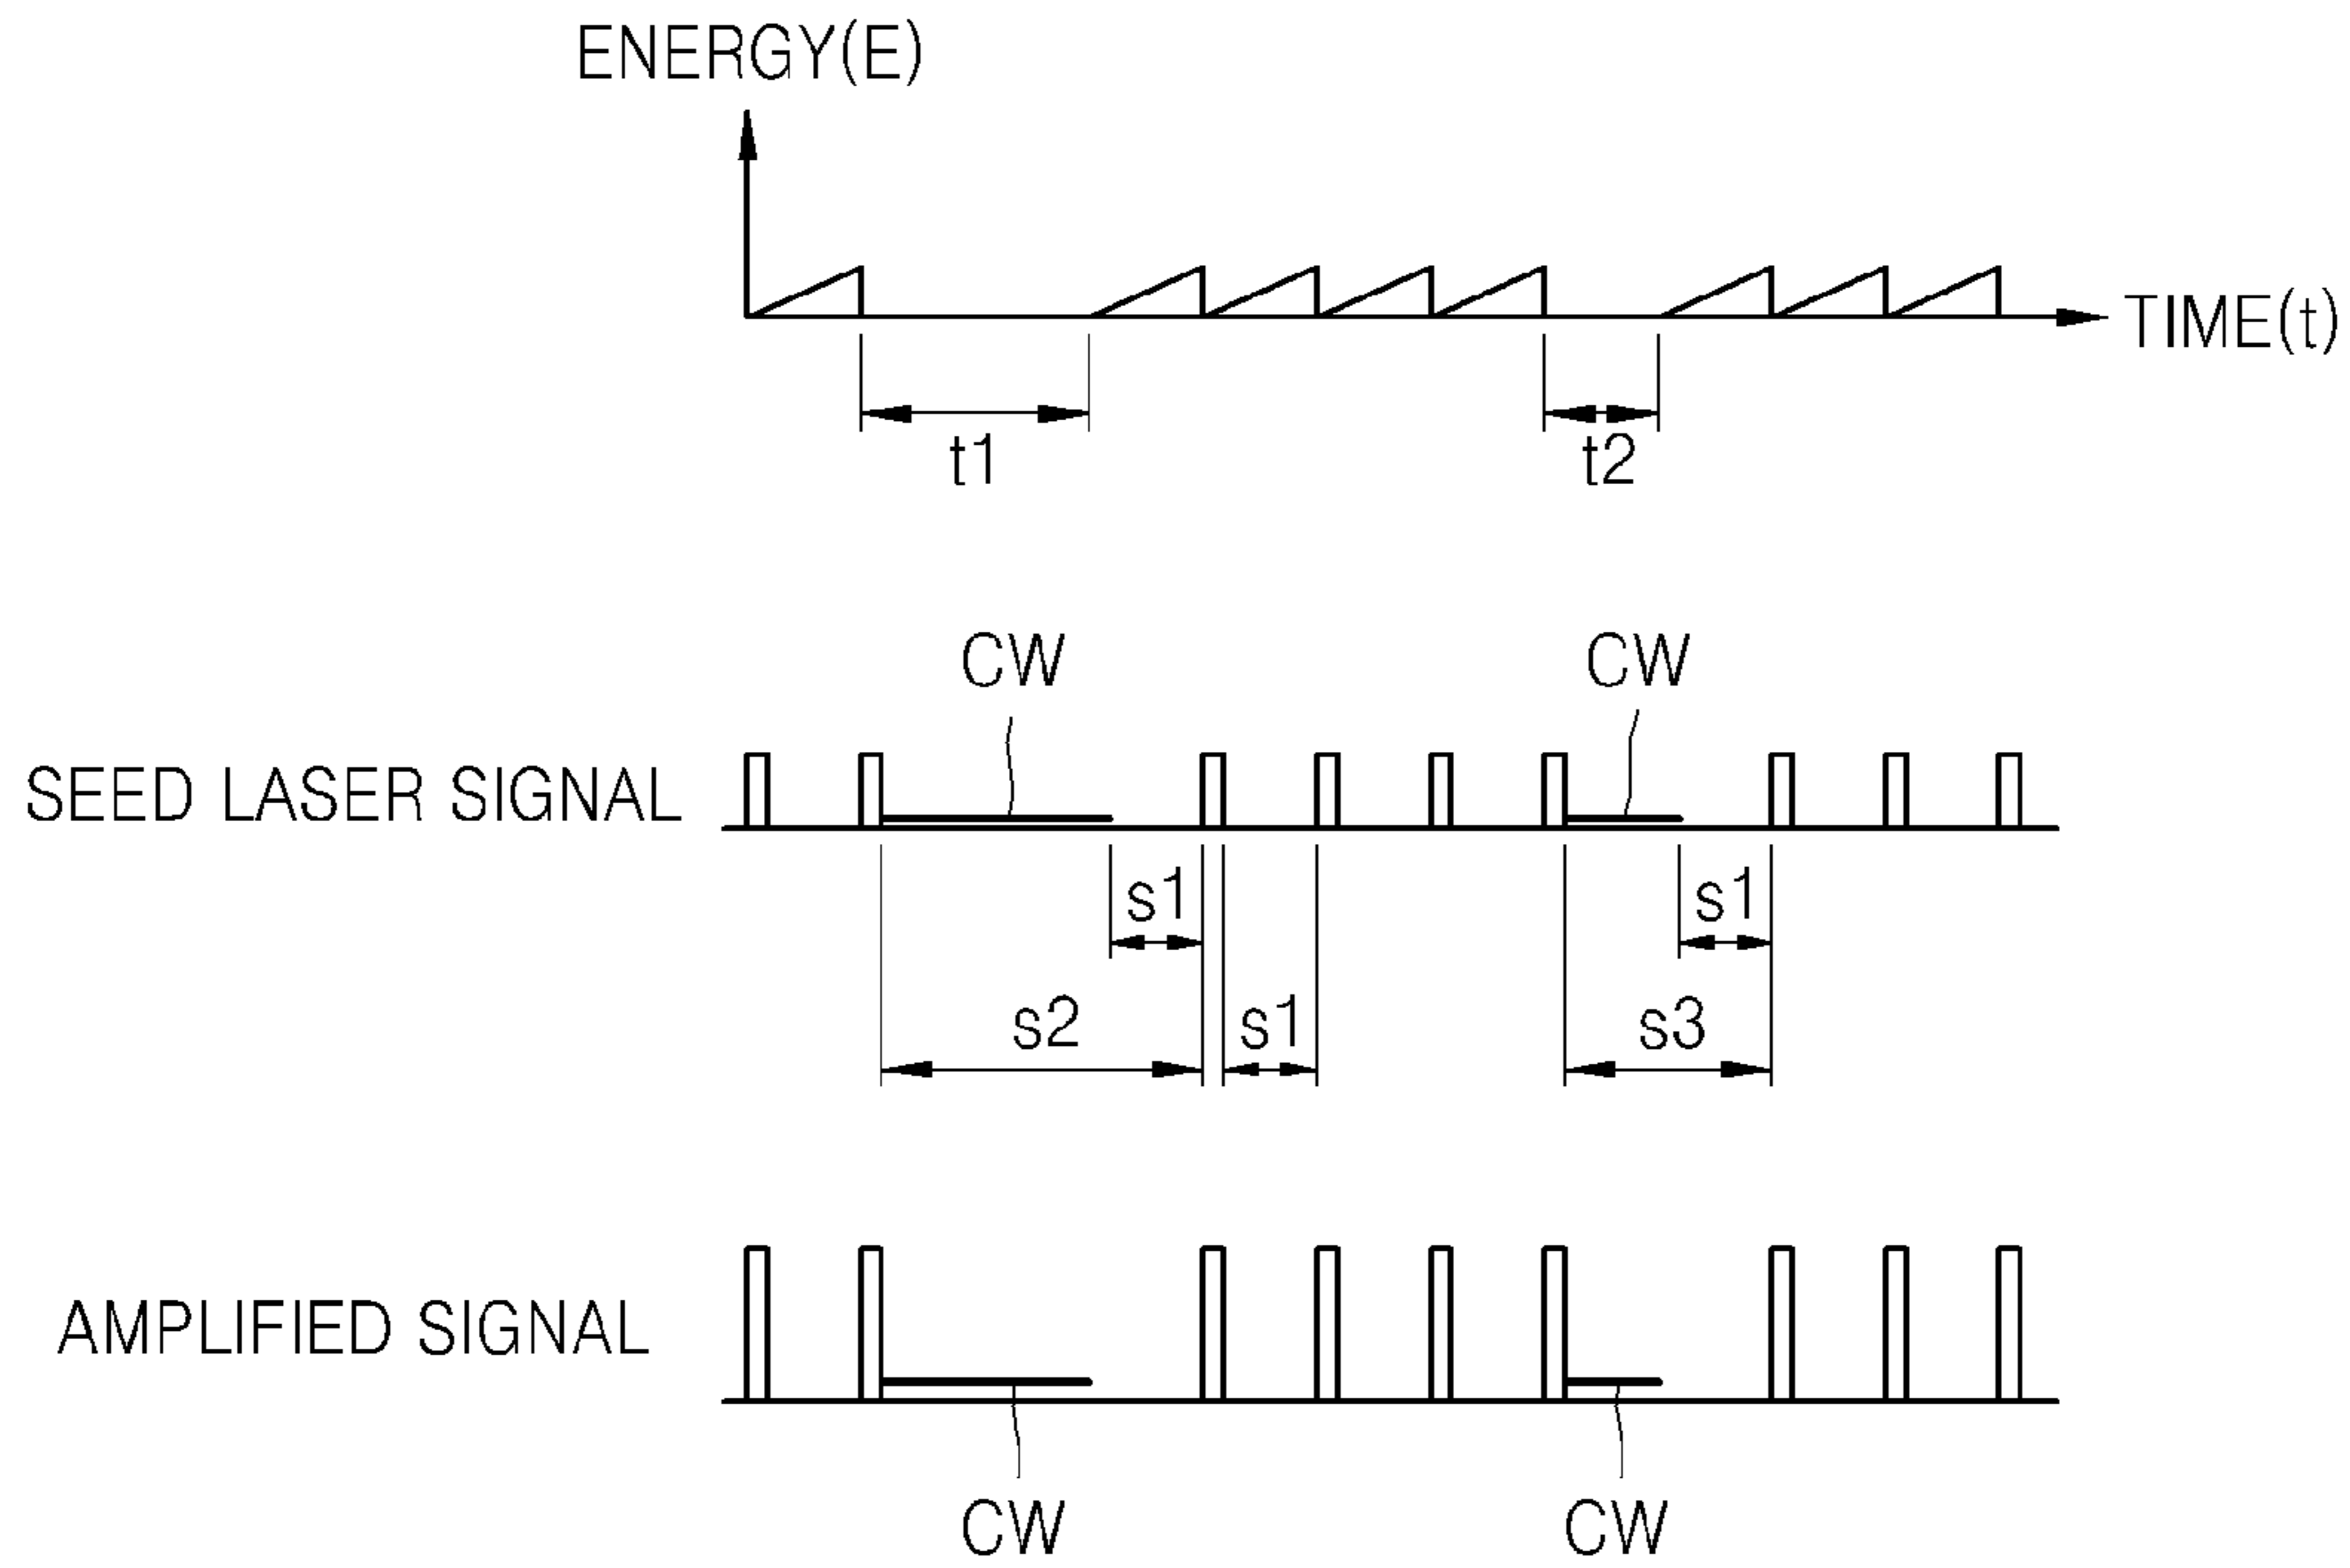 ENERGY(E)
TIME(t)
t1
t2
CW
CW
SEED LASER SIGNAL
s1
s1
s2
s1
s3
AMPLIFIED SIGNAL
CW
CW